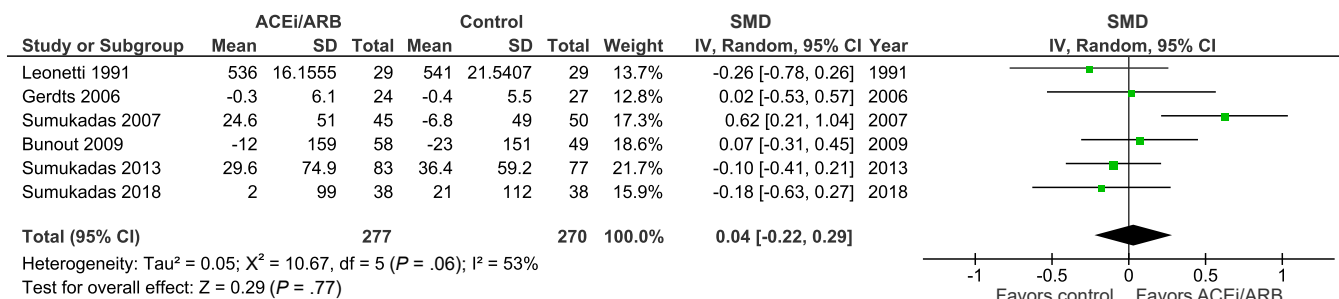 ACEi/ARB Control SMD SMD
Study or Subgroup Mean SD Total Mean SD Total Weight IV, Random, 95% CI Year IV, Random, 95% CI
Leonetti 1991 536 16.1555 29 541 21.5407 29 13.7% -0.26 [-0.78, 0.26] 1991
Gerdts 2006 -0.3 6.1 24 -0.4 5.5 27 12.8% 0.02 [-0.53, 0.57] 2006
Sumukadas 2007 24.6 51 45 -6.8 49 50 17.3% 0.62 [0.21, 1.04] 2007
Bunout 2009 -12 159 58 -23 151 49 18.6% 0.07 [-0.31, 0.45] 2009
Sumukadas 2013 29.6 74.9 83 36.4 59.2 77 21.7% -0.10 [-0.41, 0.21] 2013
Sumukadas 2018 2 99 38 21 112 38 15.9% -0.18 [-0.63, 0.27] 2018
Total (95% CI) 277 270 100.0% 0.04 [-0.22, 0.29]
Heterogeneity: Tau² = 0.05; X² = 10.67, df = 5 (P = .06); I² = 53%
Test for overall effect: Z = 0.29 (P = .77)
-1 -0.5 0 0.5 1
Favors control Favors ACEi/ARB